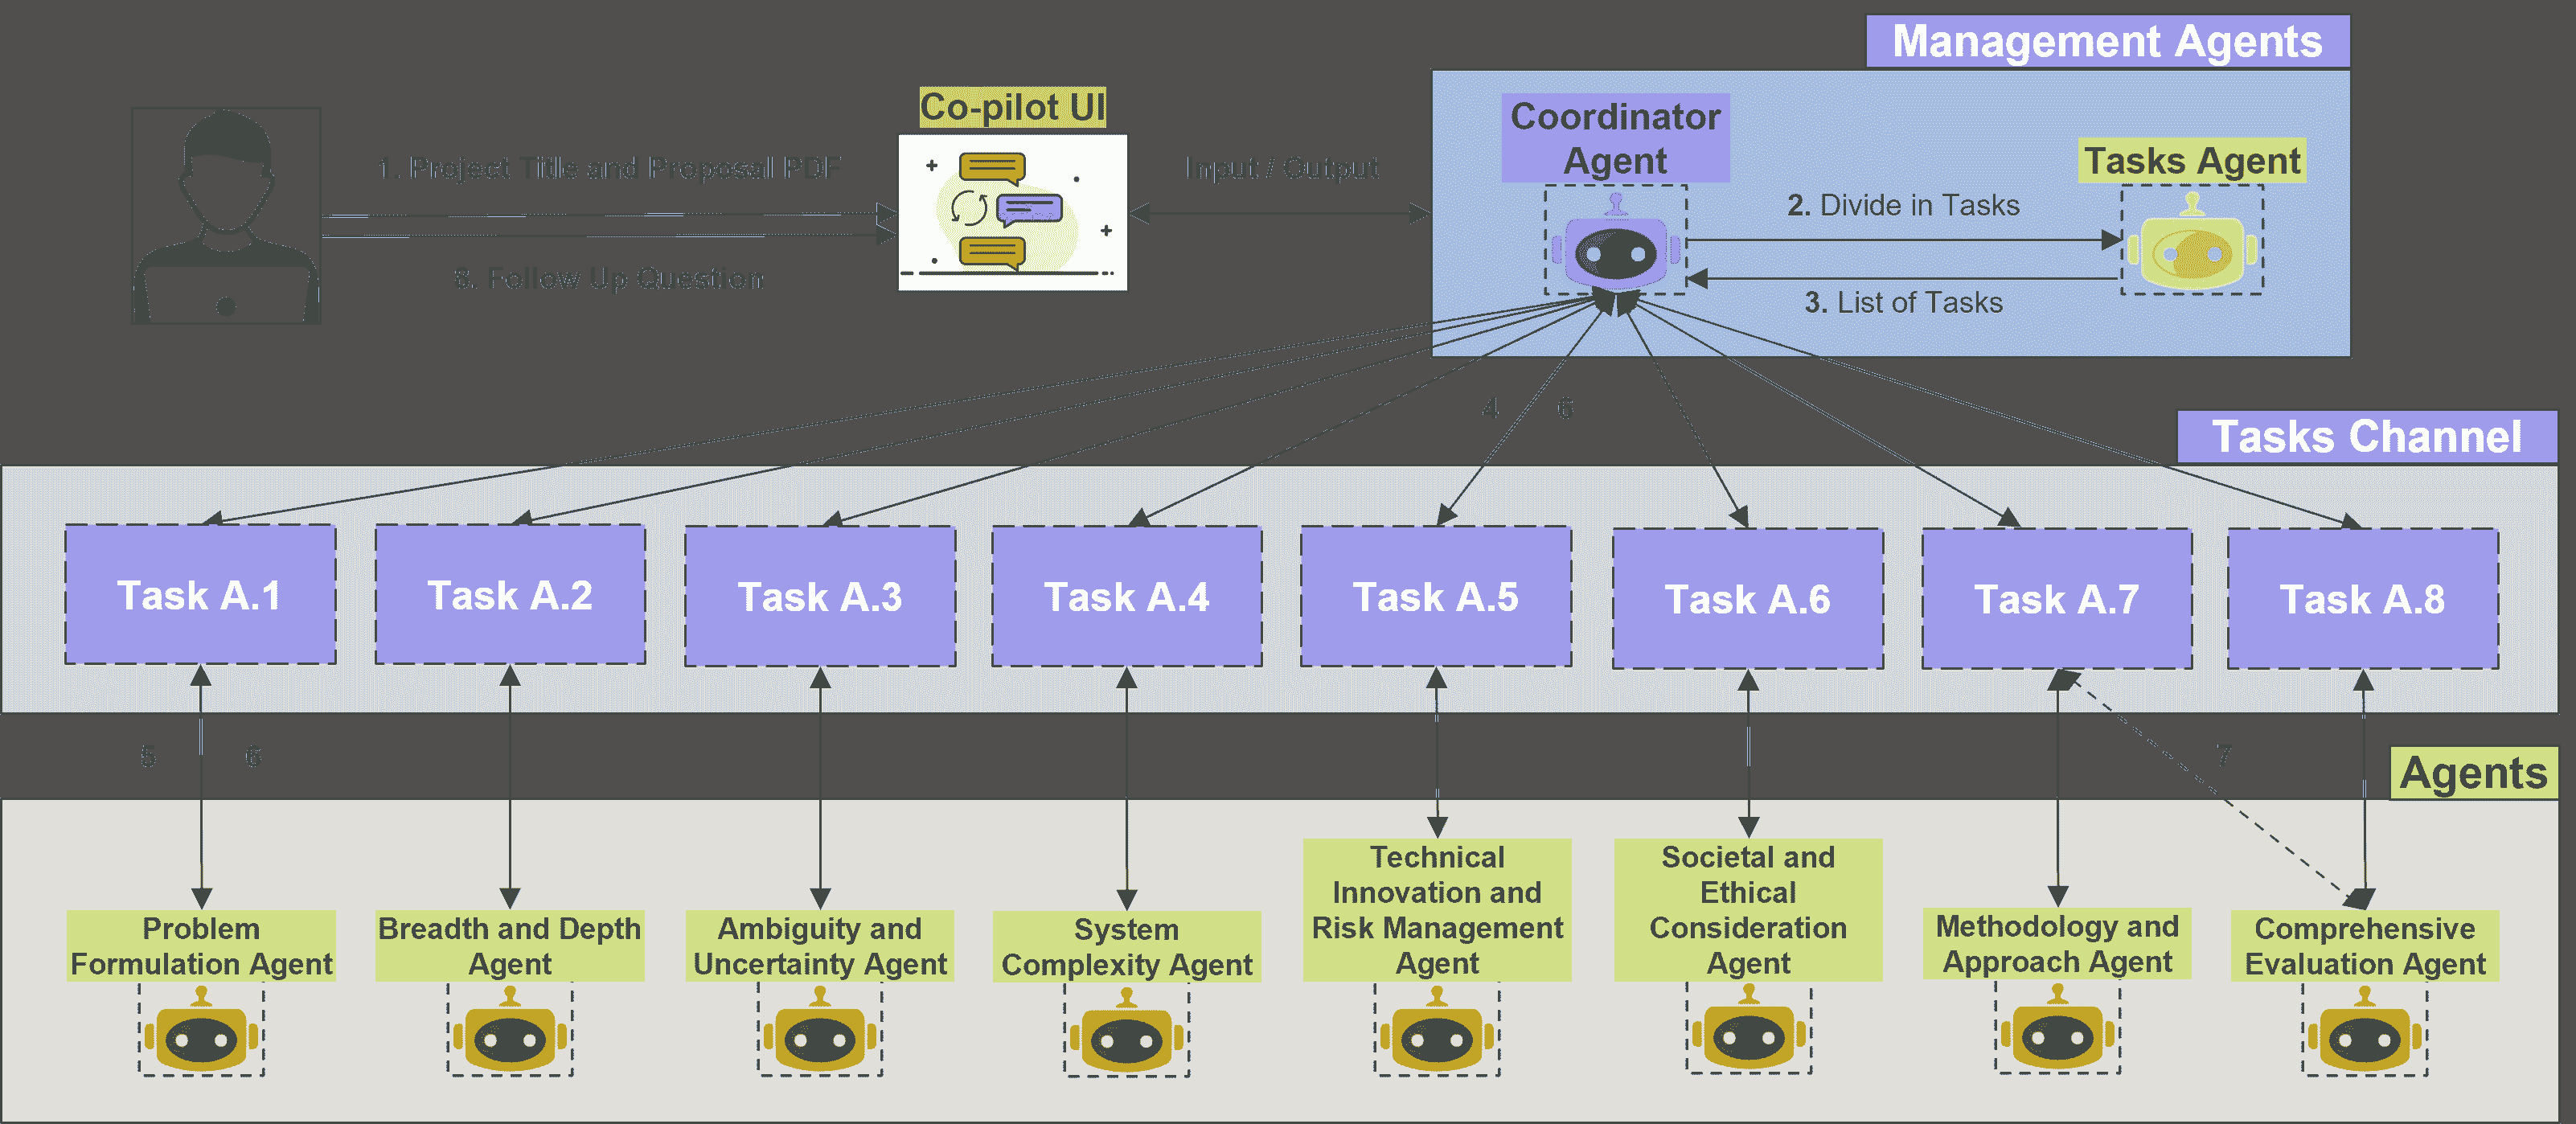 Management Agents
Co-pilot UI
Coordinator
Agent
Tasks Agent
1. Project Title and Proposal PDF
Input / Output
2. Divide in Tasks
8. Follow Up Question
3. List of Tasks
4
6
Tasks Channel
Task A.1
Task A.2
Task A.3
Task A.4
Task A.5
Task A.6
Task A.7
Task A.8
5
6
7
Agents
Problem
Formulation Agent
Breadth and Depth
Agent
Ambiguity and
Uncertainty Agent
System
Complexity Agent
Technical
Innovation and
Risk Management
Agent
Societal and
Ethical
Consideration
Agent
Methodology and
Approach Agent
Comprehensive
Evaluation Agent